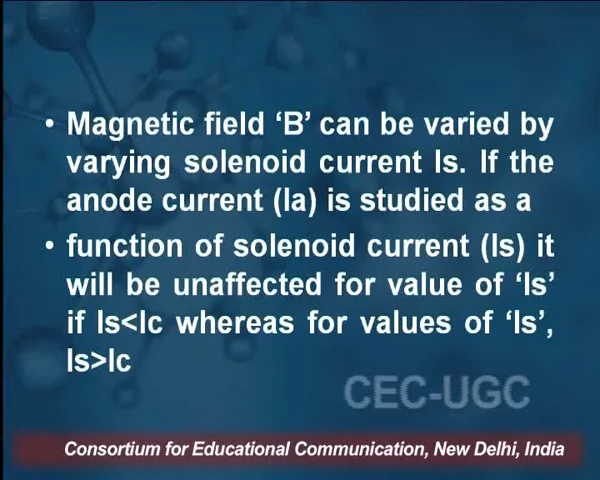 • Magnetic field ‘B’ can be varied by
varying solenoid current Is. If the
anode current (Ia) is studied as a
• function of solenoid current (Is) it
will be unaffected for value of ‘Is’
if Is<Ic whereas for values of ‘Is’,
Is>Ic
CEC-UGC
Consortium for Educational Communication, New Delhi, India